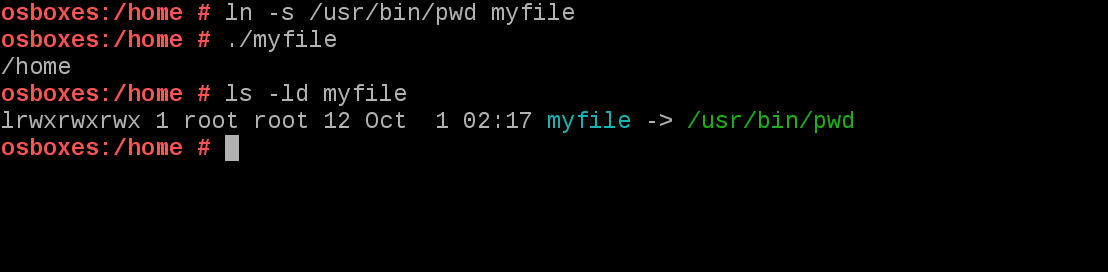 osboxes:/home # ln -s /usr/bin/pwd myfile
osboxes:/home # ./myfile
/home
osboxes:/home # ls -ld myfile
lrwxrwxrwx 1 root root 12 Oct  1 02:17 myfile -> /usr/bin/pwd
osboxes:/home #